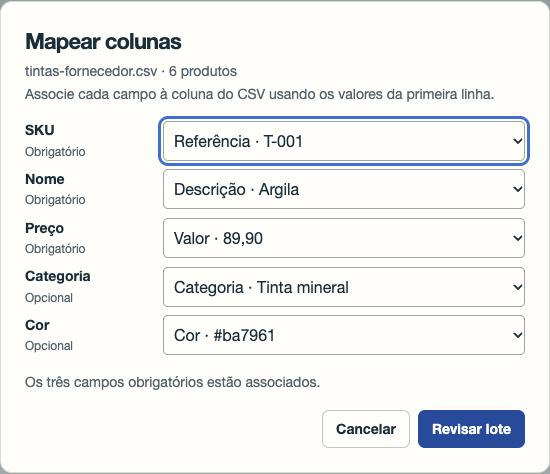 Mapear colunas
tintas-fornecedor.csv · 6 produtos
Associe cada campo à coluna do CSV usando os valores da primeira linha.
SKU
Obrigatório
Referência · T-001
Nome
Obrigatório
Descrição · Argila
Preço
Obrigatório
Valor · 89,90
Categoria
Opcional
Categoria · Tinta mineral
Cor
Opcional
Cor · #ba7961
Os três campos obrigatórios estão associados.
Cancelar
Revisar lote